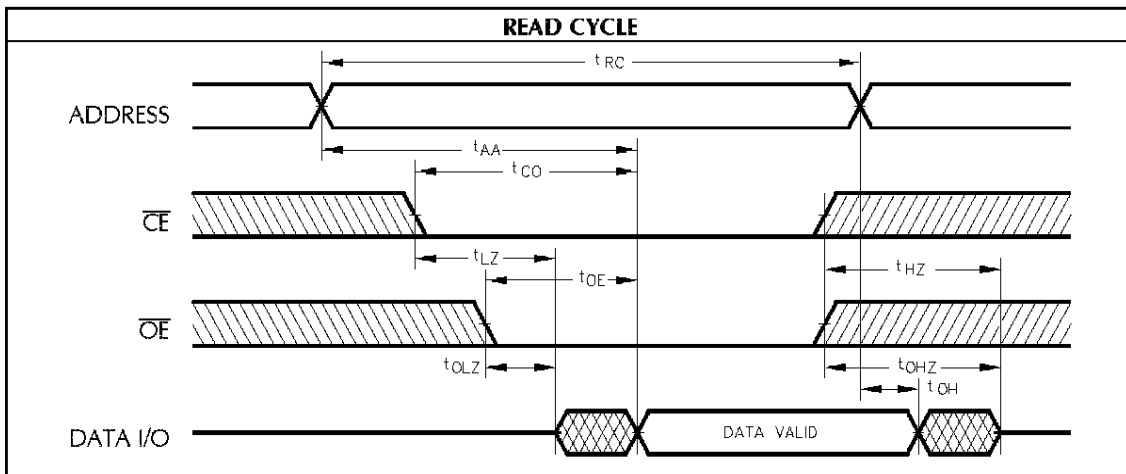 READ CYCLE
t RC
ADDRESS
t AA
t CO
CE
t LZ
t OE
t HZ
OE
t OLZ
t OHZ
t OH
DATA I/O
DATA VALID